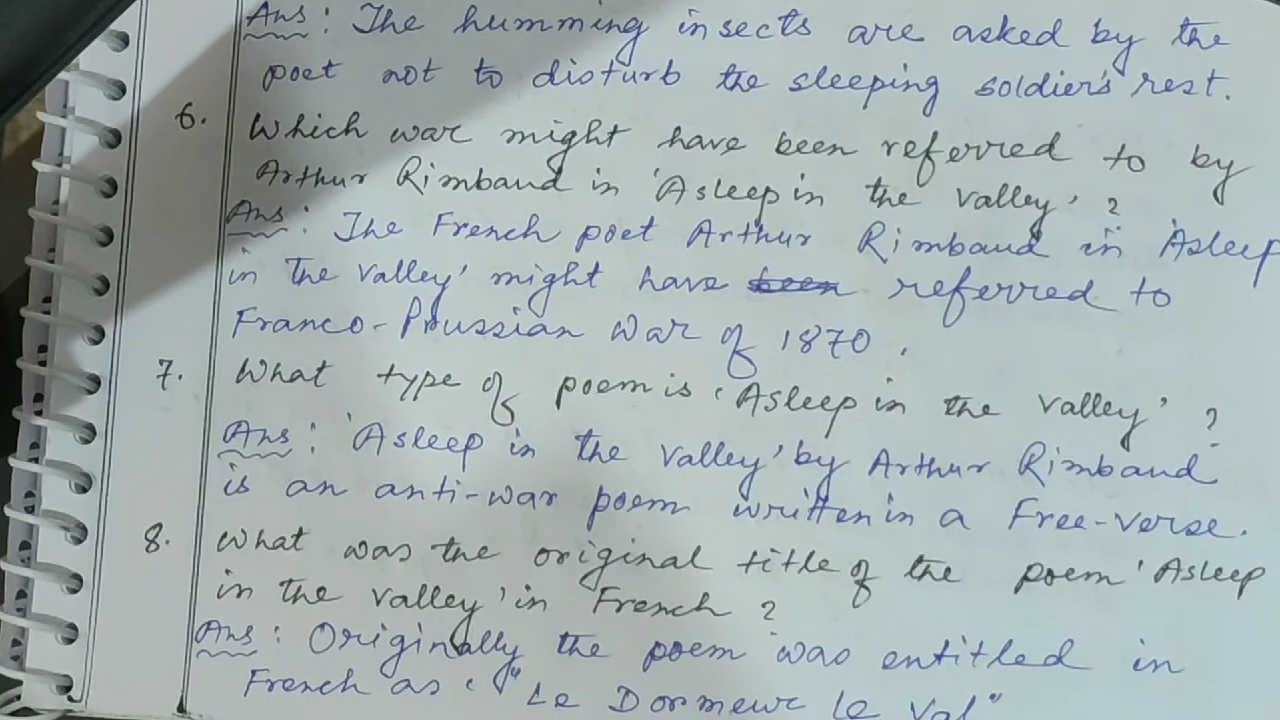 Ans : The humming insects are asked by the
poet not to disturb the sleeping soldier's rest.
6. Which war might have been referred to by
Arthur Rimbaud in 'Asleep in the valley' ?
Ans : The French poet Arthur Rimbaud in 'Asleep
in The valley' might have been referred to
Franco-Prussian war of 1870.
7. What type of poem is 'Asleep in the valley' ?
Ans : 'Asleep in the valley' by Arthur Rimbaud
is an anti-war poem written in a Free-verse.
8. What was the original title of the poem 'Asleep
in the valley' in French ?
Ans : Originally the poem was entitled in
French as : "Le Dormeur le Val"